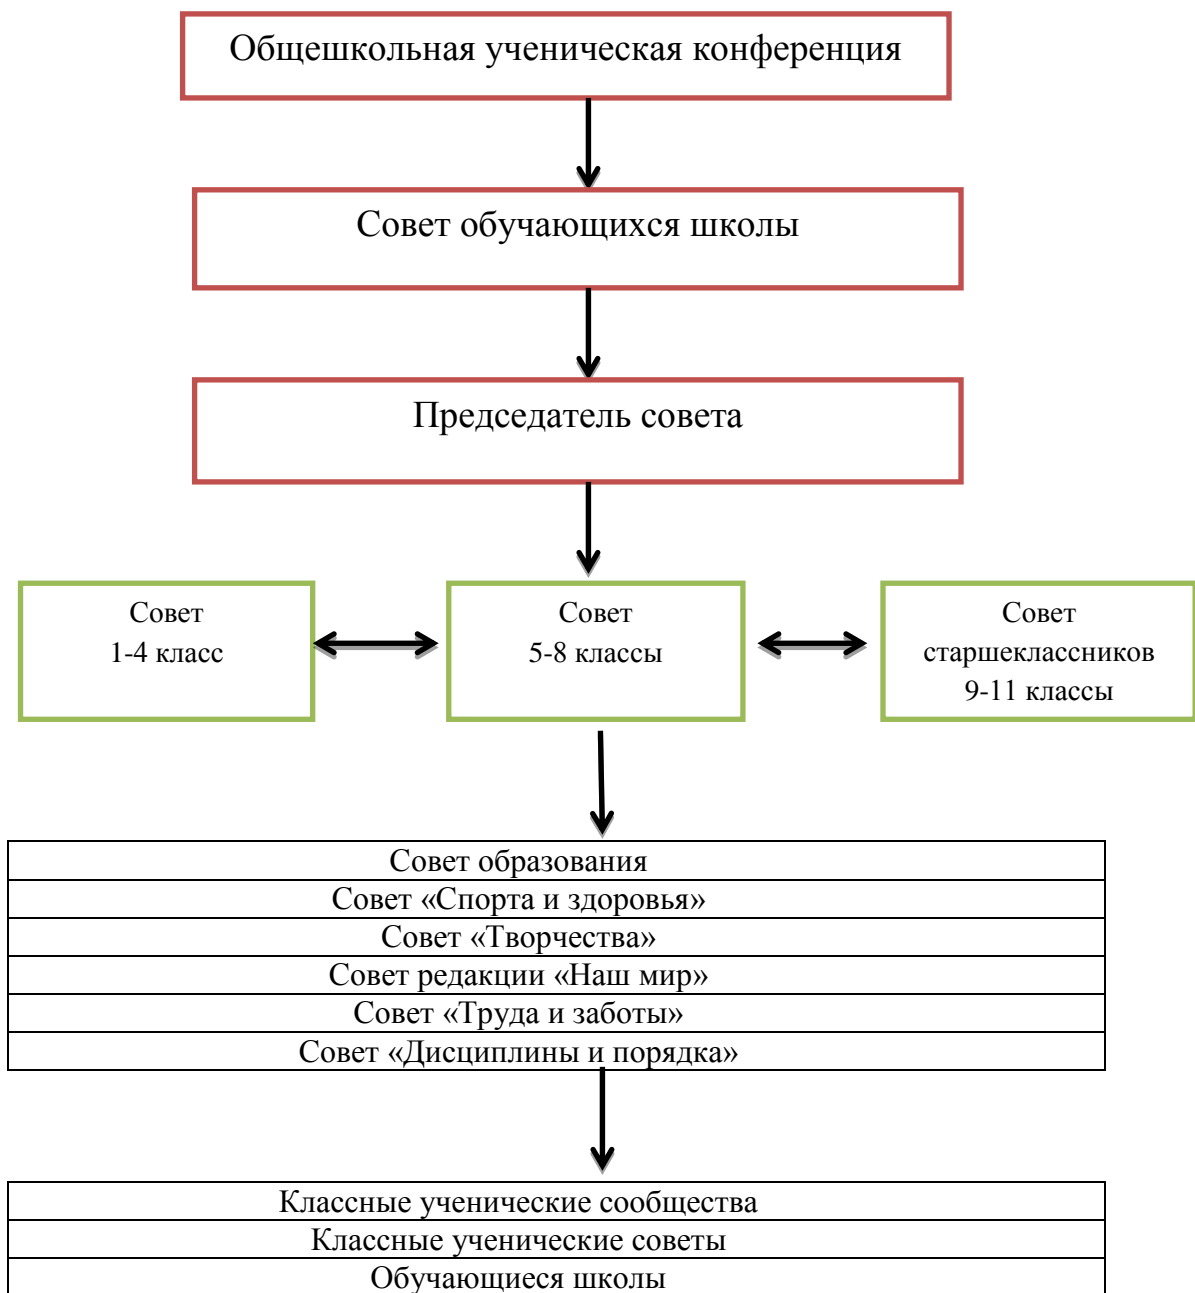 Общешкольная ученическая конференция
Совет обучающихся школы
Председатель совета
Совет
1-4 класс
Совет
5-8 классы
Совет
старшеклассников
9-11 классы
Совет образования
Совет «Спорта и здоровья»
Совет «Творчества»
Совет редакции «Наш мир»
Совет «Труда и заботы»
Совет «Дисциплины и порядка»
Классные ученические сообщества
Классные ученические советы
Обучающиеся школы